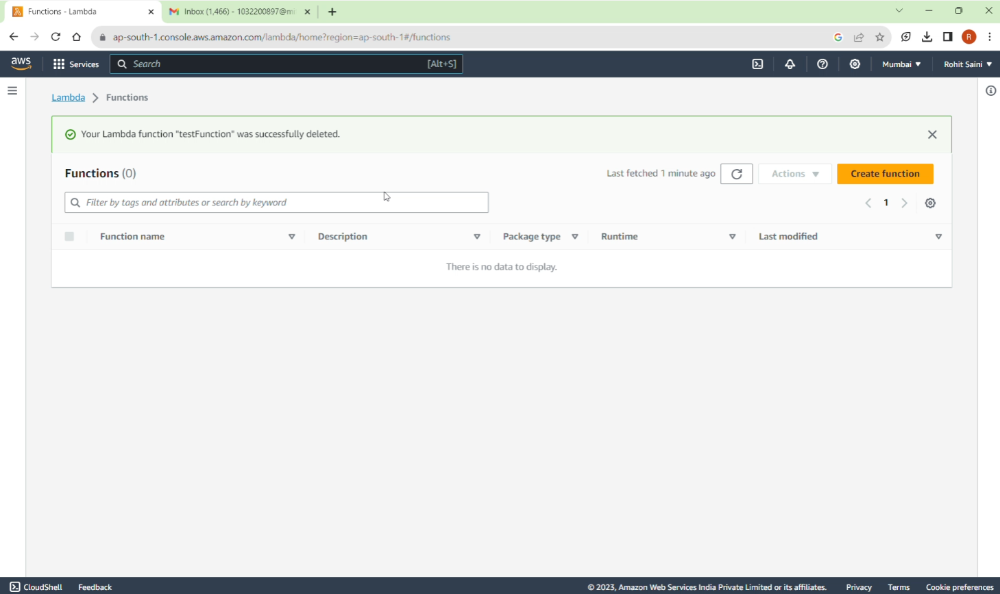 Functions - Lambda
Inbox (1,466) - 1032200897@mi
ap-south-1.console.aws.amazon.com/lambda/home?region=ap-south-1#/functions
R
aws
Services
Search
[Alt+S]
Mumbai
Rohit Saini
Lambda > Functions
Your Lambda function "testFunction" was successfully deleted.
Functions (0)
Last fetched 1 minute ago
Actions
Create function
Filter by tags and attributes or search by keyword
1
Function name
Description
Package type
Runtime
Last modified
There is no data to display.
CloudShell
Feedback
© 2023, Amazon Web Services India Private Limited or its affiliates.
Privacy
Terms
Cookie preferences